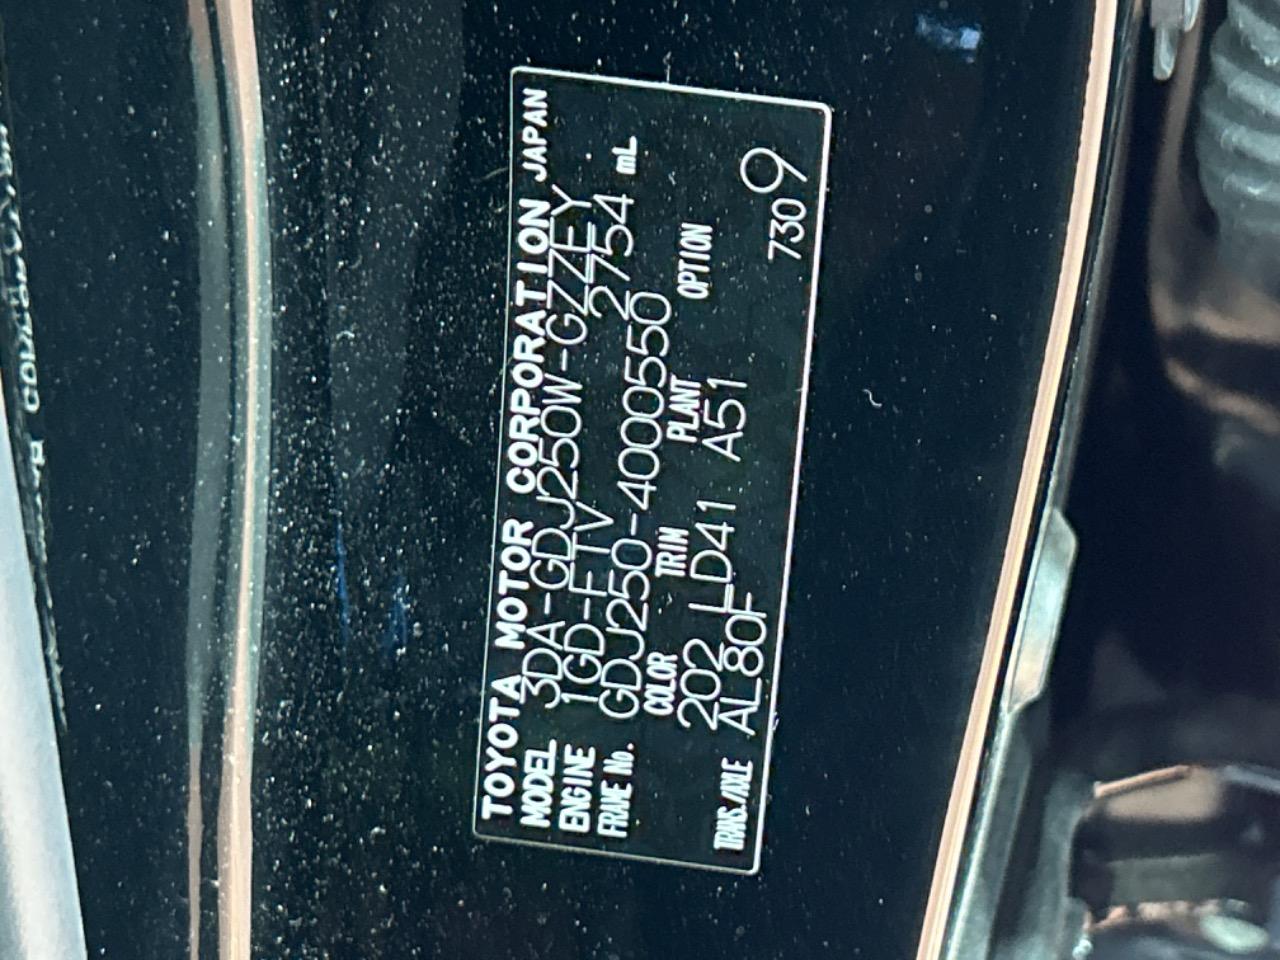 TOYOTA MOTOR CORPORATION JAPAN
MODEL 3DA-GDJ250W-GZZEY
ENGINE 1GD-FTV 2754 mL
FRAME No. GDJ250-4000550
COLOR TRIM PLANT OPTION
202 LD41 A51
TRANS./AXLE AL80F 7309